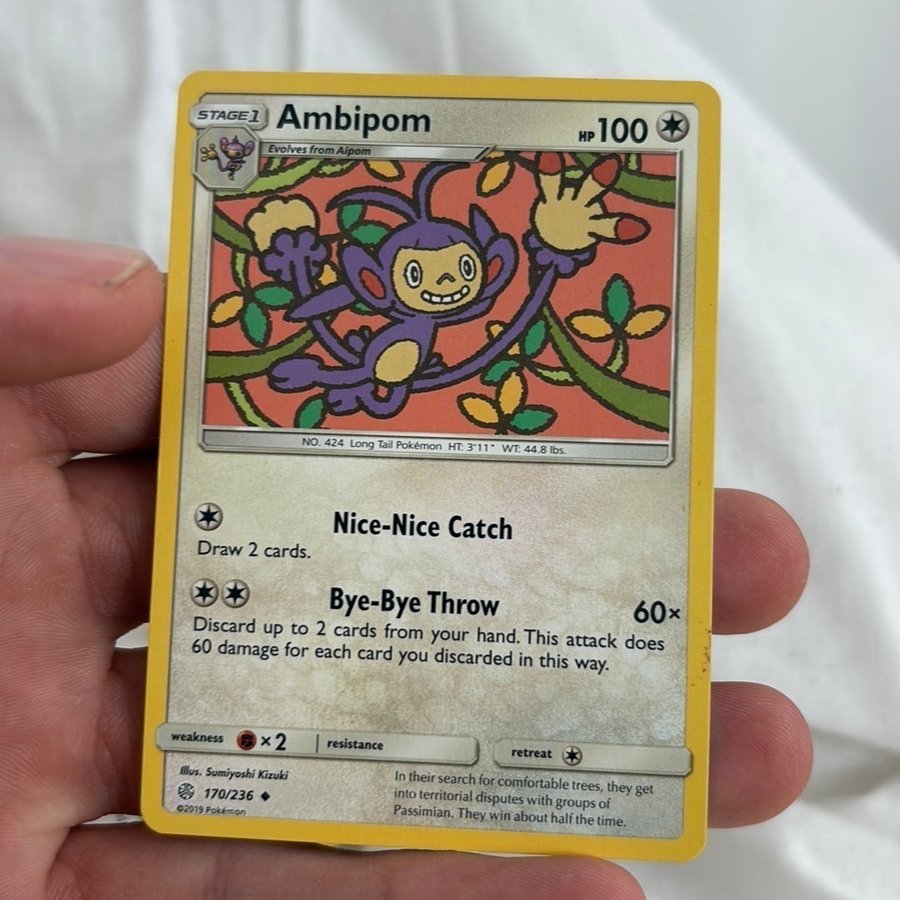 STAGE 1 Ambipom HP 100
Evolves from Aipom
NO. 424 Long Tail Pokémon HT: 3'11" WT: 44.8 lbs.
Nice-Nice Catch
Draw 2 cards.
Bye-Bye Throw 60×
Discard up to 2 cards from your hand. This attack does
60 damage for each card you discarded in this way.
weakness ×2 resistance retreat
Illus. Sumiyoshi Kizuki
170/236
©2019 Pokémon
In their search for comfortable trees, they get
into territorial disputes with groups of
Passimian. They win about half the time.